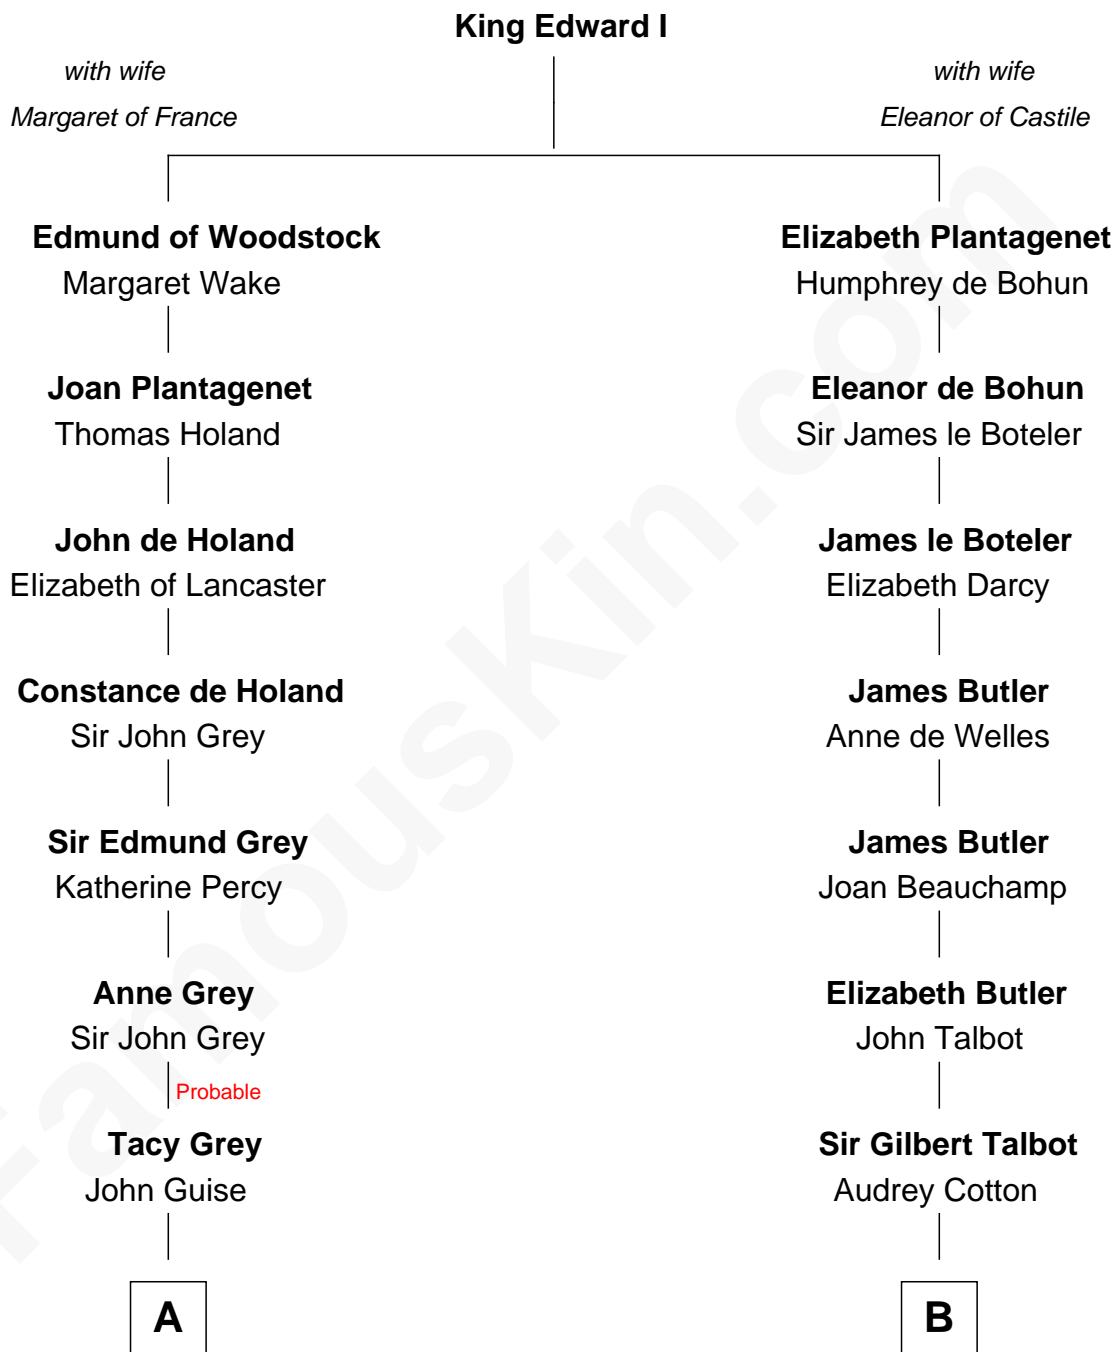 King Edward I
with wife
Margaret of France
with wife
Eleanor of Castile
Edmund of Woodstock
Margaret Wake
Elizabeth Plantagenet
Humphrey de Bohun
Joan Plantagenet
Thomas Holand
Eleanor de Bohun
Sir James le Boteler
John de Holand
Elizabeth of Lancaster
James le Boteler
Elizabeth Darcy
Constance de Holand
Sir John Grey
James Butler
Anne de Welles
Sir Edmund Grey
Katherine Percy
James Butler
Joan Beauchamp
Anne Grey
Sir John Grey
Elizabeth Butler
John Talbot
Probable
Tacy Grey
John Guise
Sir Gilbert Talbot
Audrey Cotton
A
B
FamousKin.com